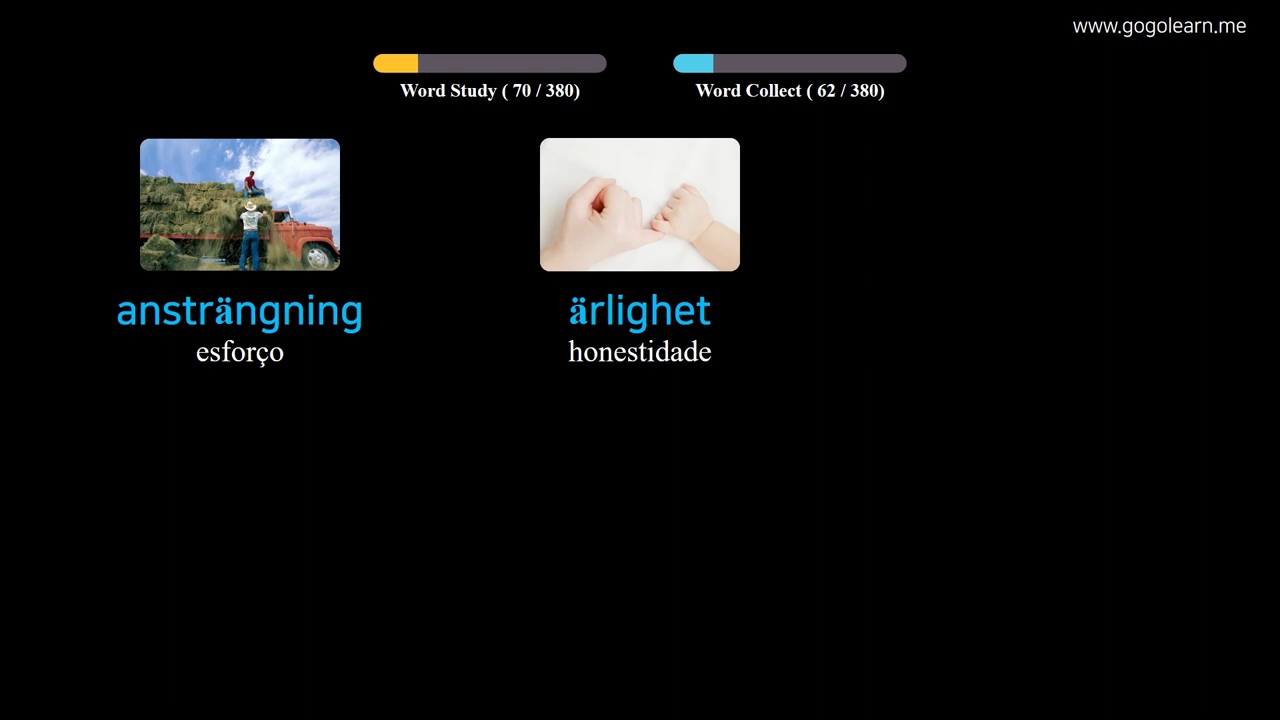 www.gogolearn.me
Word Study ( 70 / 380)
Word Collect ( 62 / 380)
ansträngning
esforço
ärlighet
honestidade